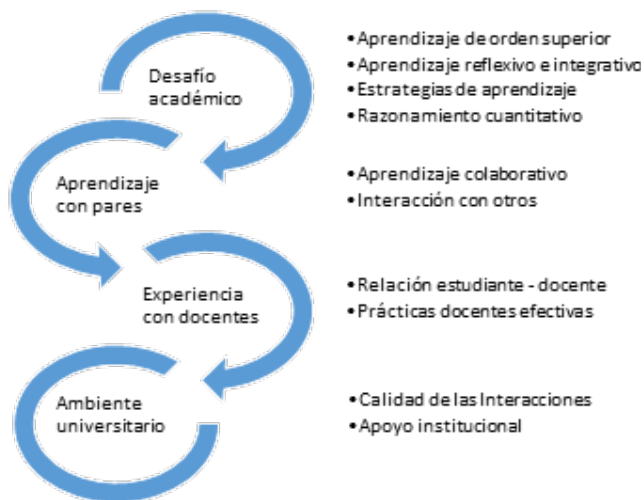 Desafío
académico
• Aprendizaje de orden superior
• Aprendizaje reflexivo e integrativo
• Estrategias de aprendizaje
• Razonamiento cuantitativo
Aprendizaje
con pares
• Aprendizaje colaborativo
• Interacción con otros
Experiencia
con docentes
• Relación estudiante - docente
• Prácticas docentes efectivas
Ambiente
universitario
• Calidad de las Interacciones
• Apoyo institucional